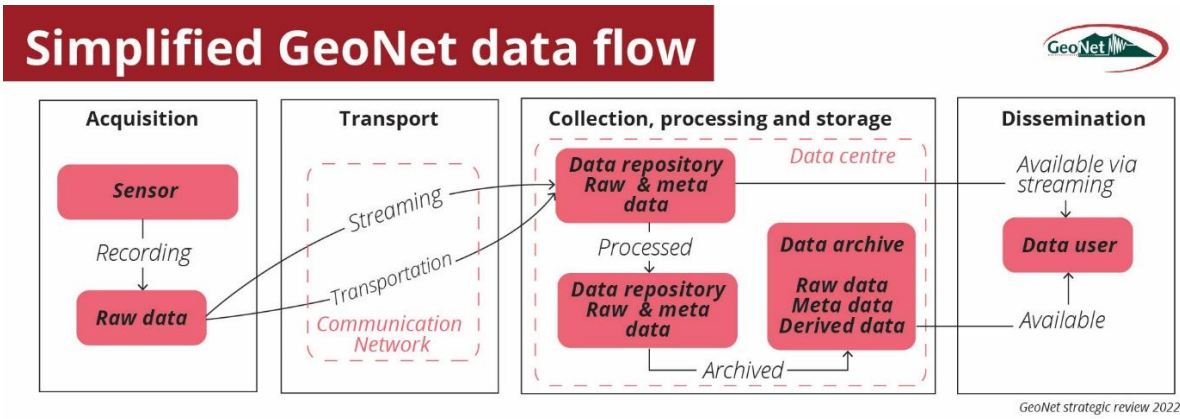 Simplified GeoNet data flow
GeoNet
Acquisition
Sensor
Recording
Raw data
Transport
Streaming
Transportation
Communication
Network
Collection, processing and storage
Data centre
Data repository
Raw & meta
data
Processed
Data repository
Raw & meta
data
Archived
Data archive
Raw data
Meta data
Derived data
Dissemination
Available via
streaming
Data user
Available
GeoNet strategic review 2022